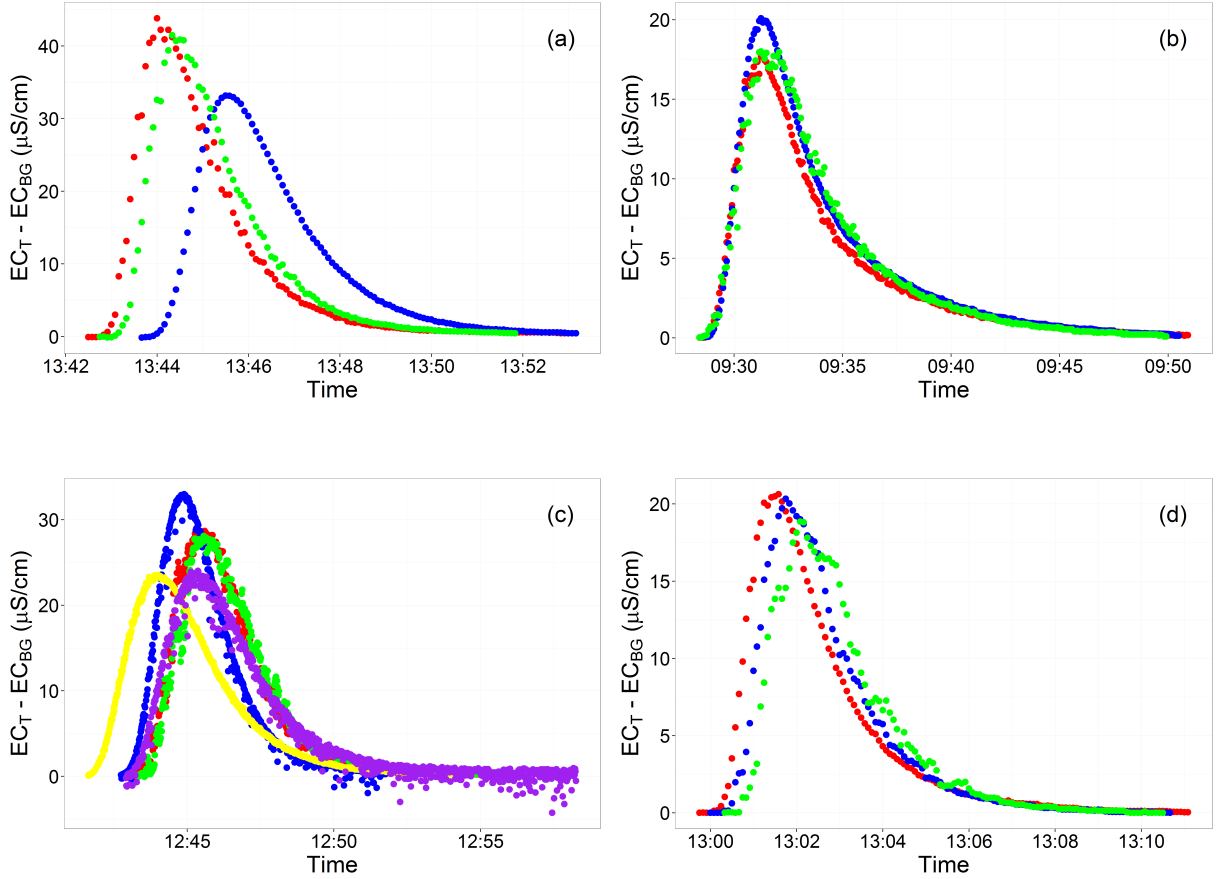 (a)
EC_T - EC_BG (µS/cm)
40
30
20
10
0
13:42 13:44 13:46 13:48 13:50 13:52
Time
(b)
EC_T - EC_BG (µS/cm)
20
15
10
5
0
09:30 09:35 09:40 09:45 09:50
Time
(c)
EC_T - EC_BG (µS/cm)
30
20
10
0
12:45 12:50 12:55
Time
(d)
EC_T - EC_BG (µS/cm)
20
15
10
5
0
13:00 13:02 13:04 13:06 13:08 13:10
Time